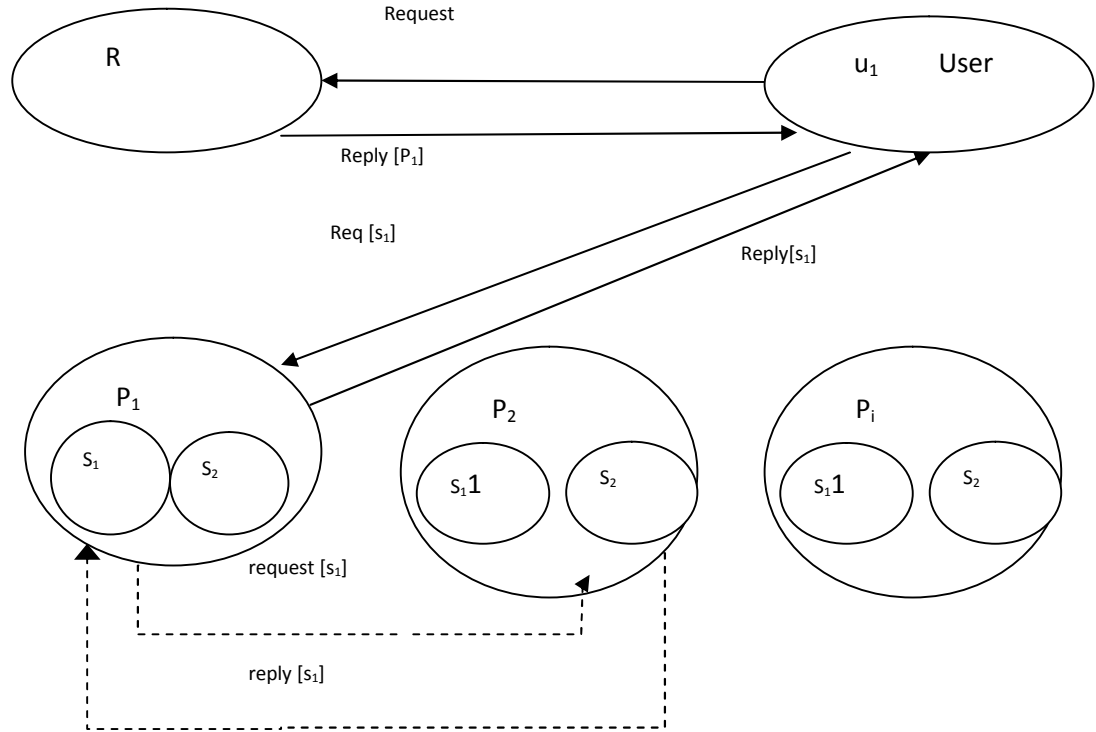 Request
R
u₁ User
Reply [P₁]
Req [s₁]
Reply[s₁]
P₁
s₁
s₂
P₂
s₁1
s₂
Pᵢ
s₁1
s₂
request [s₁]
reply [s₁]